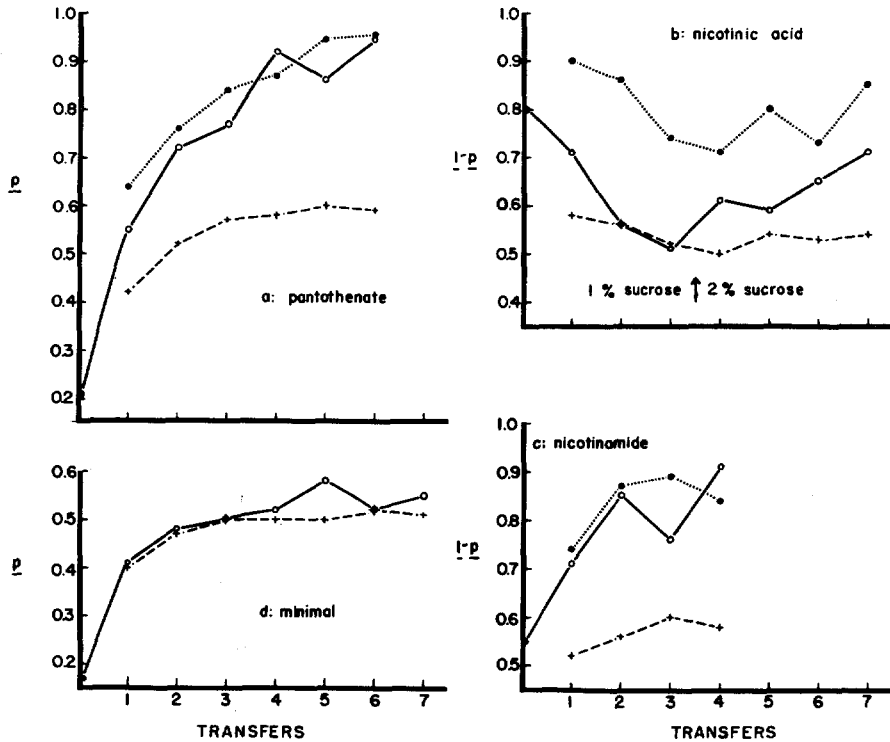 1.0
0.9
0.8
0.7
p
0.6
0.5
0.4
0.3
0.2
a: pantothenate
1.0
0.9
0.8
0.7
1-p
0.6
0.5
0.4
b: nicotinic acid
1 % sucrose ↑ 2 % sucrose
0.6
0.5
p
0.4
0.3
0.2
d: minimal
1 2 3 4 5 6 7
TRANSFERS
1.0
0.9
0.8
1-p
0.7
0.6
0.5
c: nicotinamide
1 2 3 4 5 6 7
TRANSFERS